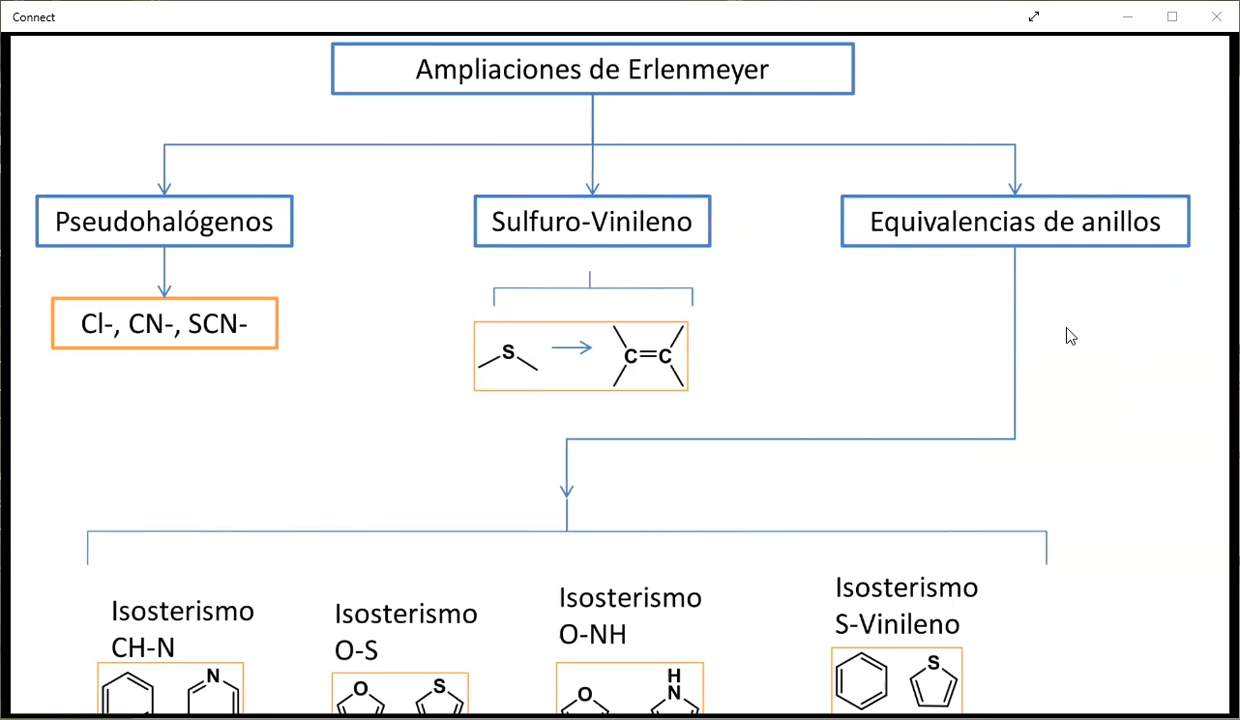 Connect
Ampliaciones de Erlenmeyer
Pseudohalógenos
Sulfuro-Vinileno
Equivalencias de anillos
Cl-, CN-, SCN-
S
C=C
Isosterismo
CH-N
Isosterismo
O-S
Isosterismo
O-NH
Isosterismo
S-Vinileno
N
O
S
O
H
N
S